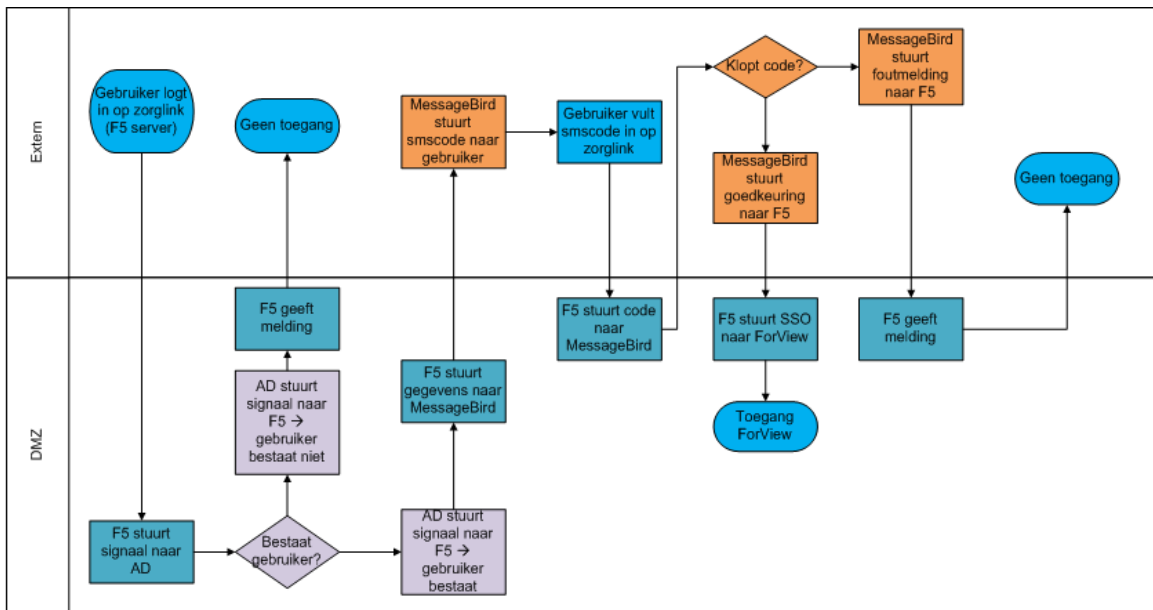 Extern
Gebruiker logt
in op zorglink
(F5 server)
Geen toegang
MessageBird
stuurt
smscode naar
gebruiker
Gebruiker vult
smscode in op
zorglink
Klopt code?
MessageBird
stuurt
foutmelding
naar F5
MessageBird
stuurt
goedkeuring
naar F5
Geen toegang
DMZ
F5 geeft
melding
AD stuurt
signaal naar
F5 →
gebruiker
bestaat niet
F5 stuurt
gegevens naar
MessageBird
F5 stuurt code
naar
MessageBird
F5 stuurt SSO
naar ForView
F5 geeft
melding
Toegang
ForView
F5 stuurt
signaal naar
AD
Bestaat
gebruiker?
AD stuurt
signaal naar
F5 →
gebruiker
bestaat